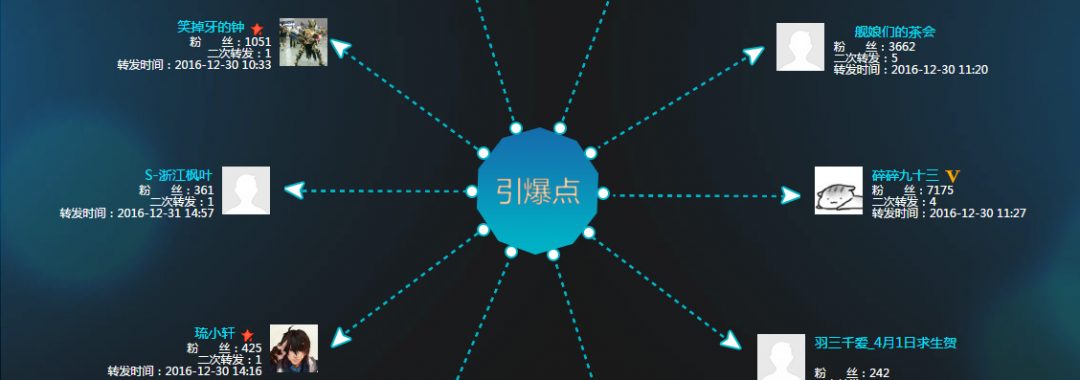 笑掉牙的钟
粉 丝：1051
二次转发：1
转发时间：2016-12-30 10:33
舰娘们的茶会
粉 丝：3662
二次转发：5
转发时间：2016-12-30 11:20
S-浙江枫叶
粉 丝：361
二次转发：1
转发时间：2016-12-31 14:57
引爆点
碎碎九十三 V
粉 丝：7175
二次转发：4
转发时间：2016-12-30 11:27
琉小轩
粉 丝：425
二次转发：1
转发时间：2016-12-30 14:16
羽三千爱_4月1日求生贺
粉 丝：242